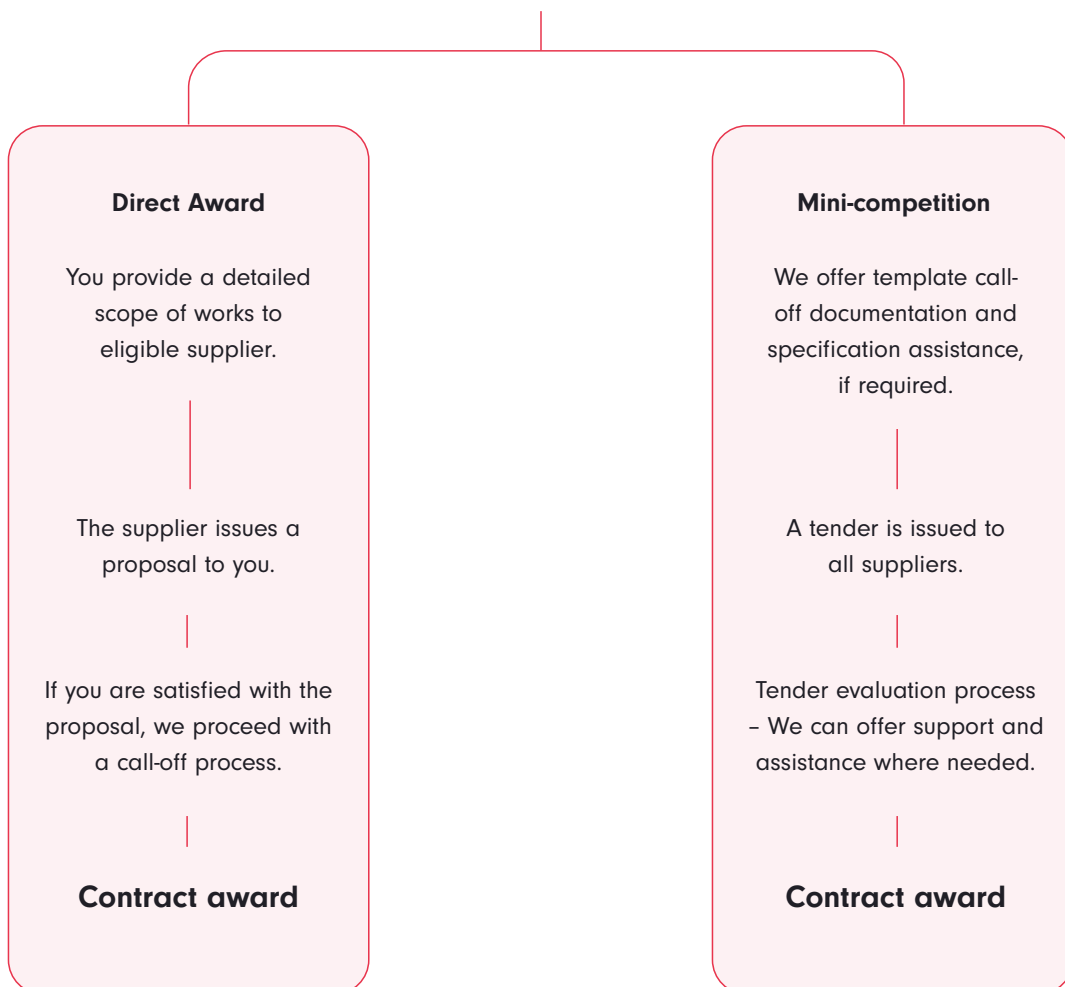 Direct Award
You provide a detailed
scope of works to
eligible supplier.
The supplier issues a
proposal to you.
If you are satisfied with the
proposal, we proceed with
a call-off process.
Contract award
Mini-competition
We offer template call-
off documentation and
specification assistance,
if required.
A tender is issued to
all suppliers.
Tender evaluation process
– We can offer support and
assistance where needed.
Contract award